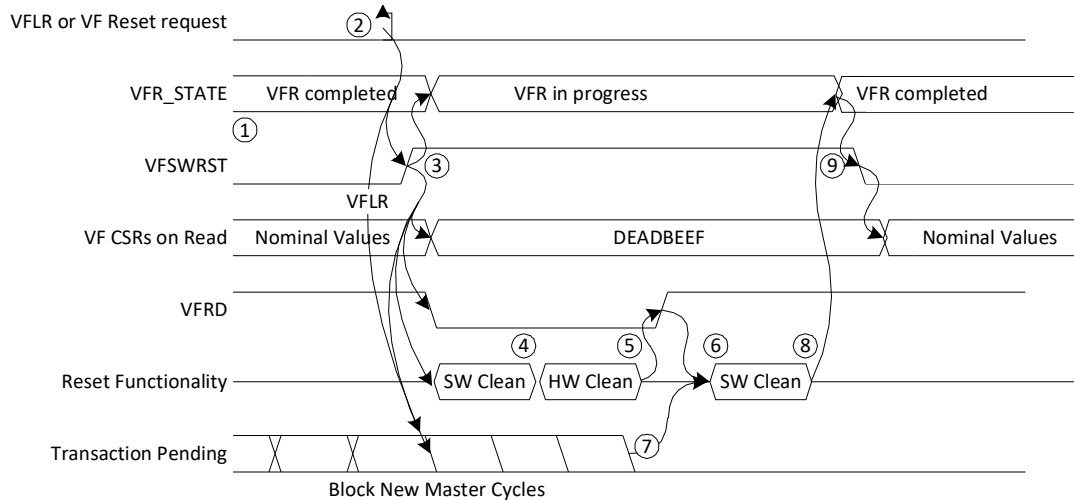 VFLR or VF Reset request
②
VFR_STATE
VFR completed
VFR in progress
VFR completed
①
VFSWRST
③
⑨
VFLR
VF CSRs on Read
Nominal Values
DEADBEEF
Nominal Values
VFRD
④
⑤
⑥
⑧
Reset Functionality
SW Clean
HW Clean
SW Clean
⑦
Transaction Pending
Block New Master Cycles